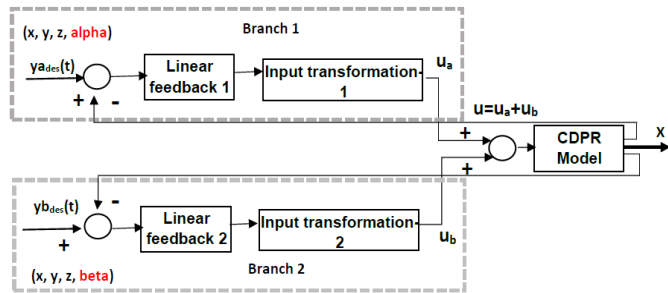 Branch 1
(x, y, z, alpha)
ya_des(t)
+
-
Linear
feedback 1
Input transformation-
1
u_a
u=u_a+u_b
+
+
CDPR
Model
X
yb_des(t)
-
+
Linear
feedback 2
Input transformation-
2
u_b
(x, y, z, beta)
Branch 2